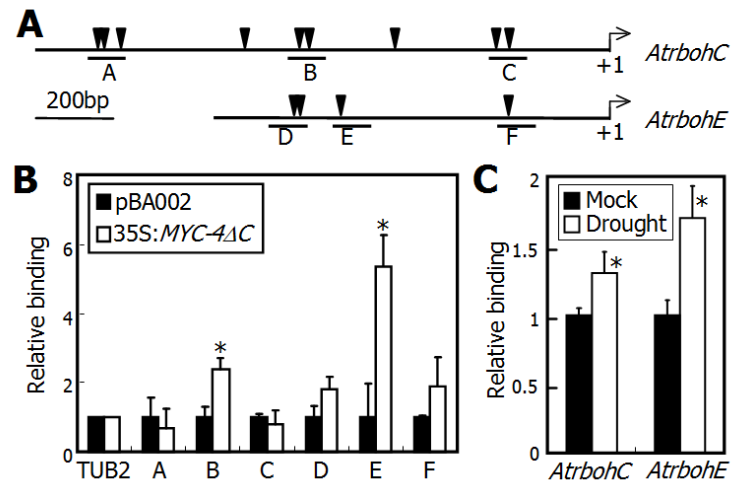 A
A B C +1 AtrbohC
200bp
D E F +1 AtrbohE
B
Relative binding
8
6
4
2
0
pBA002
35S:MYC-4ΔC
*
*
TUB2 A B C D E F
C
Relative binding
2
1.5
1
0.5
0
Mock
Drought
*
*
AtrbohC AtrbohE